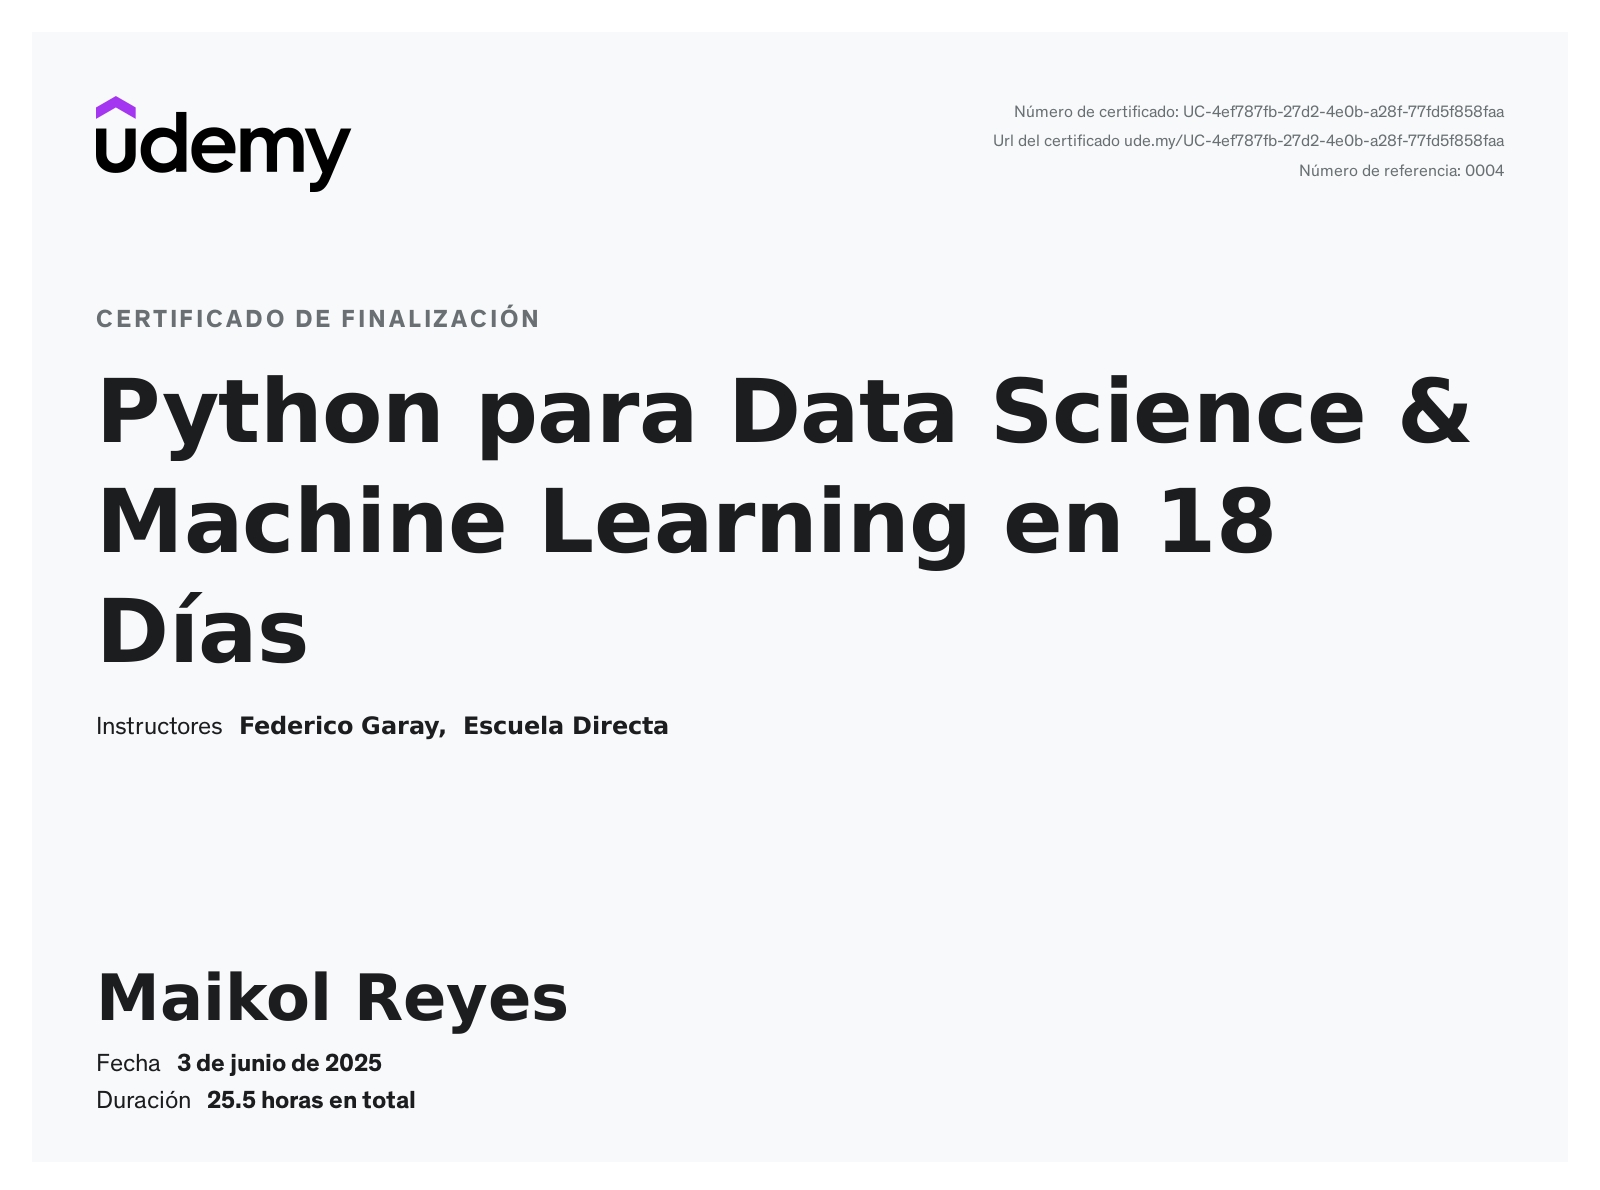 udemy
Número de certificado: UC-4ef787fb-27d2-4e0b-a28f-77fd5f858faa
Url del certificado ude.my/UC-4ef787fb-27d2-4e0b-a28f-77fd5f858faa
Número de referencia: 0004
CERTIFICADO DE FINALIZACIÓN
Python para Data Science &
Machine Learning en 18
Días
Instructores Federico Garay, Escuela Directa
Maikol Reyes
Fecha 3 de junio de 2025
Duración 25.5 horas en total